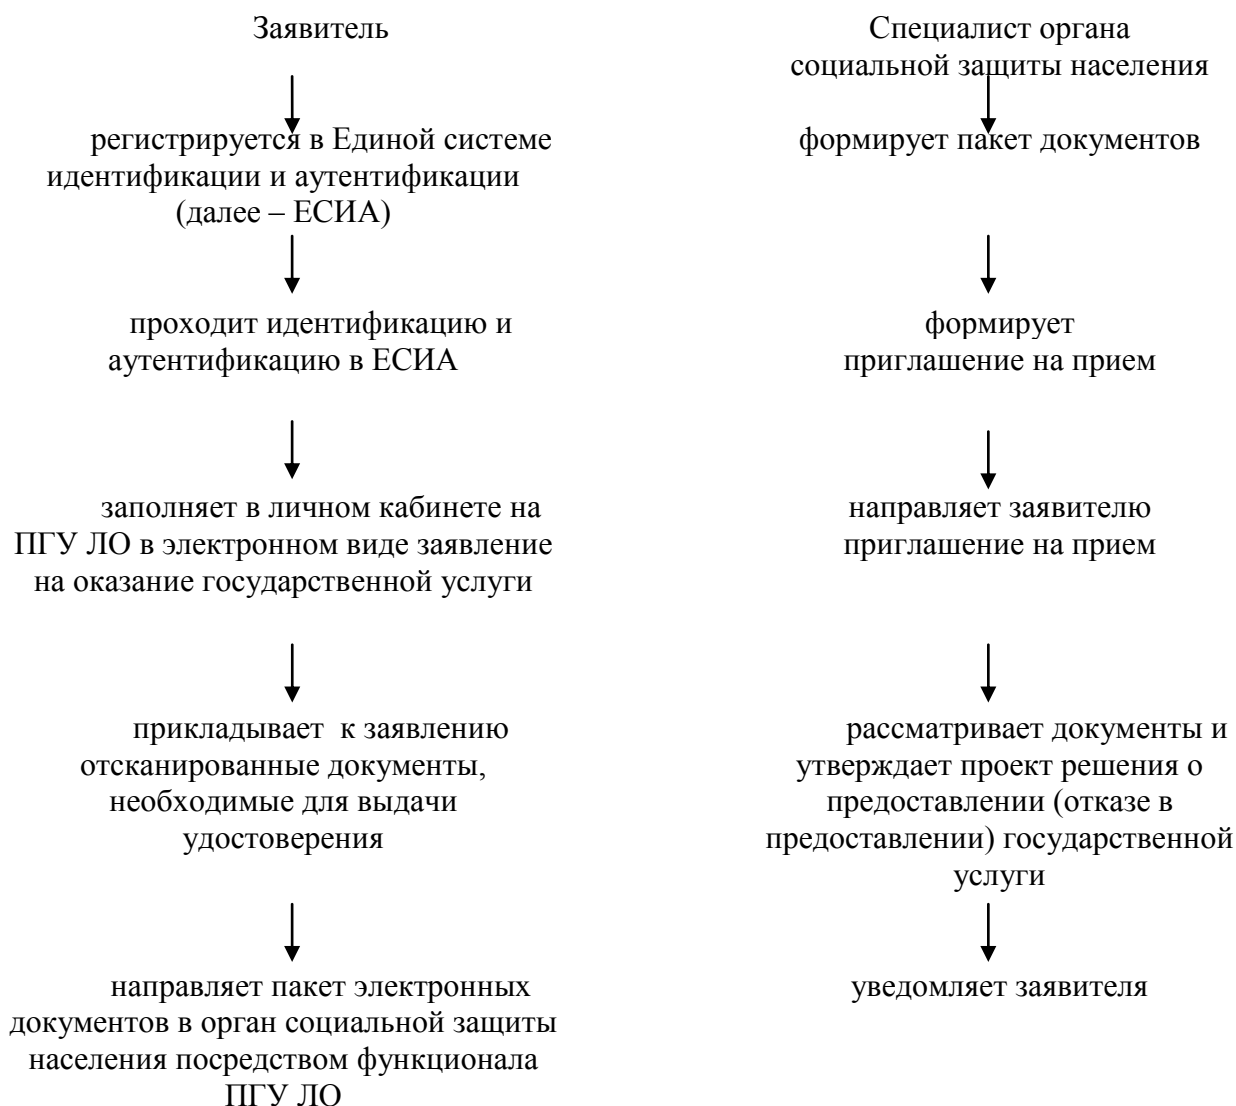 Заявитель
регистрируется в Единой системе
идентификации и аутентификации
(далее – ЕСИА)
проходит идентификацию и
аутентификацию в ЕСИА
заполняет в личном кабинете на
ПГУ ЛО в электронном виде заявление
на оказание государственной услуги
прикладывает к заявлению
отсканированные документы,
необходимые для выдачи
удостоверения
направляет пакет электронных
документов в орган социальной защиты
населения посредством функционала
ПГУ ЛО
Специалист органа
социальной защиты населения
формирует пакет документов
формирует
приглашение на прием
направляет заявителю
приглашение на прием
рассматривает документы и
утверждает проект решения о
предоставлении (отказе в
предоставлении) государственной
услуги
уведомляет заявителя